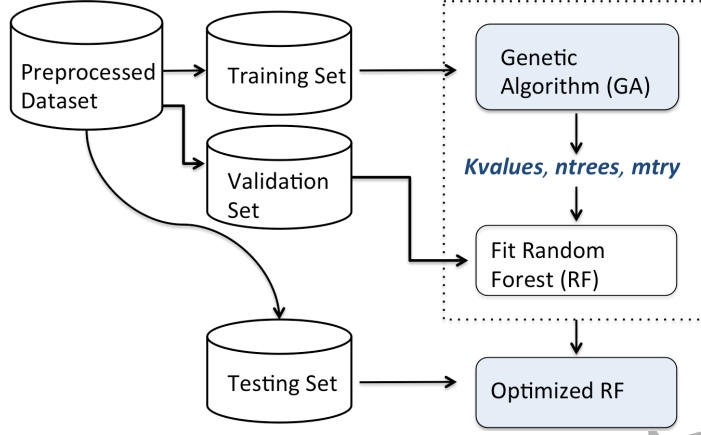 Preprocessed
Dataset
Training Set
Genetic
Algorithm (GA)
Validation
Set
Kvalues, ntrees, mtry
Fit Random
Forest (RF)
Testing Set
Optimized RF